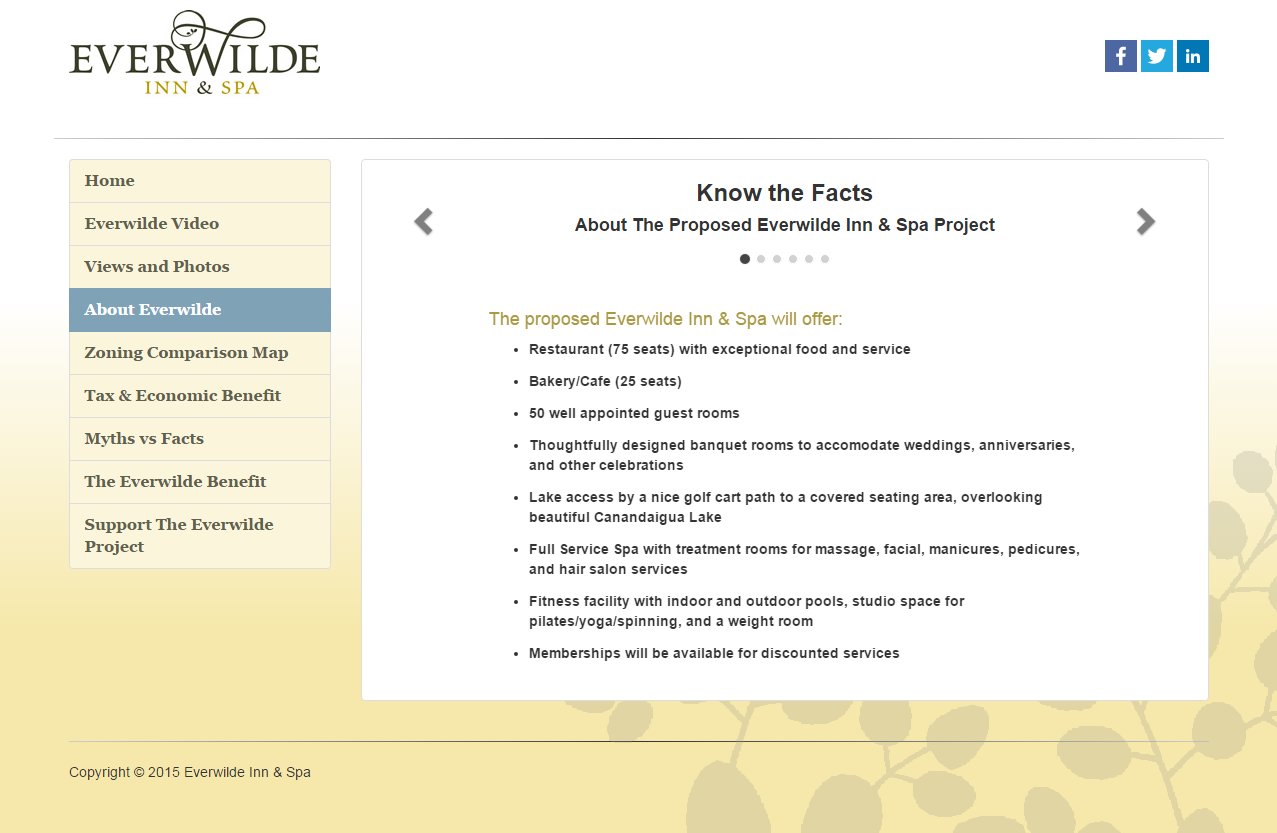 EVERWILDE
INN & SPA
Home
Everwilde Video
Views and Photos
About Everwilde
Zoning Comparison Map
Tax & Economic Benefit
Myths vs Facts
The Everwilde Benefit
Support The Everwilde
Project
Know the Facts
About The Proposed Everwilde Inn & Spa Project
The proposed Everwilde Inn & Spa will offer:
• Restaurant (75 seats) with exceptional food and service
• Bakery/Cafe (25 seats)
• 50 well appointed guest rooms
• Thoughtfully designed banquet rooms to accomodate weddings, anniversaries,
and other celebrations
• Lake access by a nice golf cart path to a covered seating area, overlooking
beautiful Canandaigua Lake
• Full Service Spa with treatment rooms for massage, facial, manicures, pedicures,
and hair salon services
• Fitness facility with indoor and outdoor pools, studio space for
pilates/yoga/spinning, and a weight room
• Memberships will be available for discounted services
Copyright © 2015 Everwilde Inn & Spa